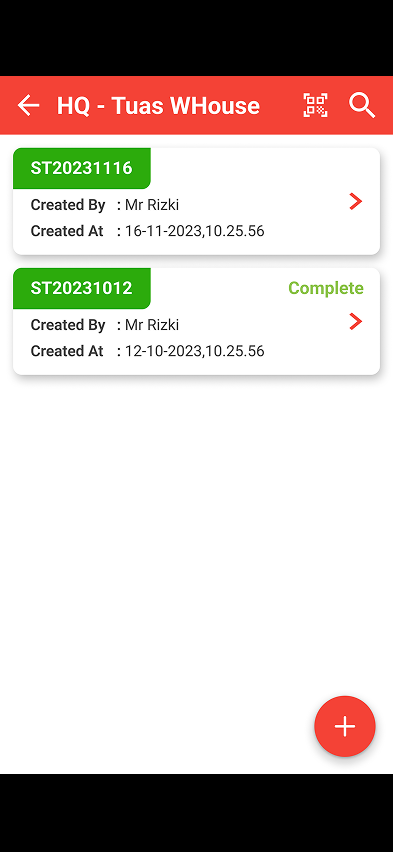 HQ - Tuas WHouse
ST20231116
Created By : Mr Rizki
Created At : 16-11-2023,10.25.56
ST20231012 Complete
Created By : Mr Rizki
Created At : 12-10-2023,10.25.56